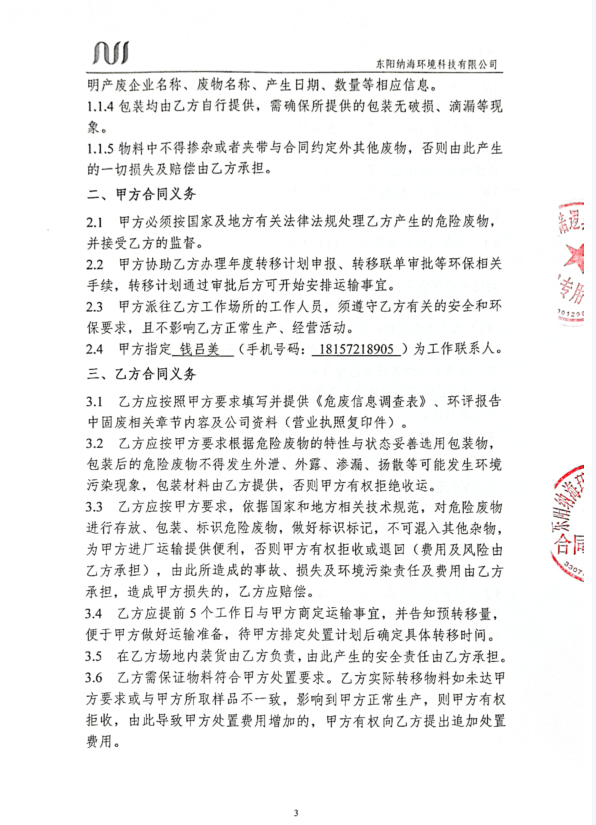 东阳纳海环境科技有限公司
明产废企业名称、废物名称、产生日期、数量等相应信息。
1.1.4 包装均由乙方自行提供，需确保所提供的包装无破损、滴漏等现
象。
1.1.5 物料中不得掺杂或者夹带与合同约定外其他废物，否则由此产生
的一切损失及赔偿由乙方承担。
二、甲方合同义务
2.1 甲方必须按国家及地方有关法律法规处理乙方产生的危险废物，
并接受乙方的监督。
2.2 甲方协助乙方办理年度转移计划申报、转移联单审批等环保相关
手续，转移计划通过审批后方可开始安排运输事宜。
2.3 甲方派往乙方工作场所的工作人员，须遵守乙方有关的安全和环
保要求，且不影响乙方正常生产、经营活动。
2.4 甲方指定 钱吕美 （手机号码： 18157218905 ）为工作联系人。
三、乙方合同义务
3.1 乙方应按照甲方要求填写并提供《危废信息调查表》、环评报告
中固废相关章节内容及公司资料（营业执照复印件）。
3.2 乙方应按甲方要求根据危险废物的特性与状态妥善选用包装物，
包装后的危险废物不得发生外泄、外露、渗漏、扬散等可能发生环境
污染现象，包装材料由乙方提供，否则甲方有权拒绝收运。
3.3 乙方应按甲方要求，依据国家和地方相关技术规范，对危险废物
进行存放、包装、标识危险废物，做好标识标记，不可混入其他杂物，
为甲方进厂运输提供便利，否则甲方有权拒收或退回（费用及风险由
乙方承担），由此所造成的事故、损失及环境污染责任及费用由乙方
承担，造成甲方损失的，乙方应赔偿。
3.4 乙方应提前 5 个工作日与甲方商定运输事宜，并告知预转移量，
便于甲方做好运输准备，待甲方排定处置计划后确定具体转移时间。
3.5 在乙方场地内装货由乙方负责，由此产生的安全责任由乙方承担。
3.6 乙方需保证物料符合甲方处置要求。乙方实际转移物料如未达甲
方要求或与甲方所取样品不一致，影响到甲方正常生产，则甲方有权
拒收，由此导致甲方处置费用增加的，甲方有权向乙方提出追加处置
费用。
专用
东阳纳海环
合同
3307
3